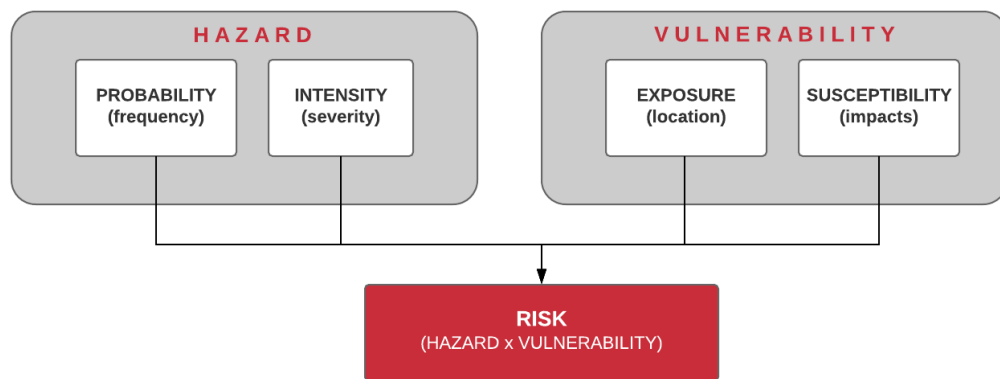 HAZARD
PROBABILITY
(frequency)
INTENSITY
(severity)
VULNERABILITY
EXPOSURE
(location)
SUSCEPTIBILITY
(impacts)
RISK
(HAZARD x VULNERABILITY)